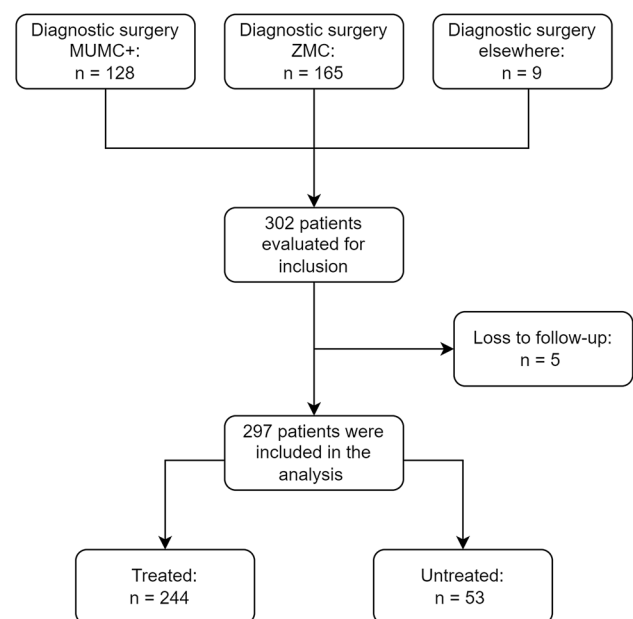 Diagnostic surgery
MUMC+:
n = 128
Diagnostic surgery
ZMC:
n = 165
Diagnostic surgery
elsewhere:
n = 9
302 patients
evaluated for
inclusion
Loss to follow-up:
n = 5
297 patients were
included in the
analysis
Treated:
n = 244
Untreated:
n = 53